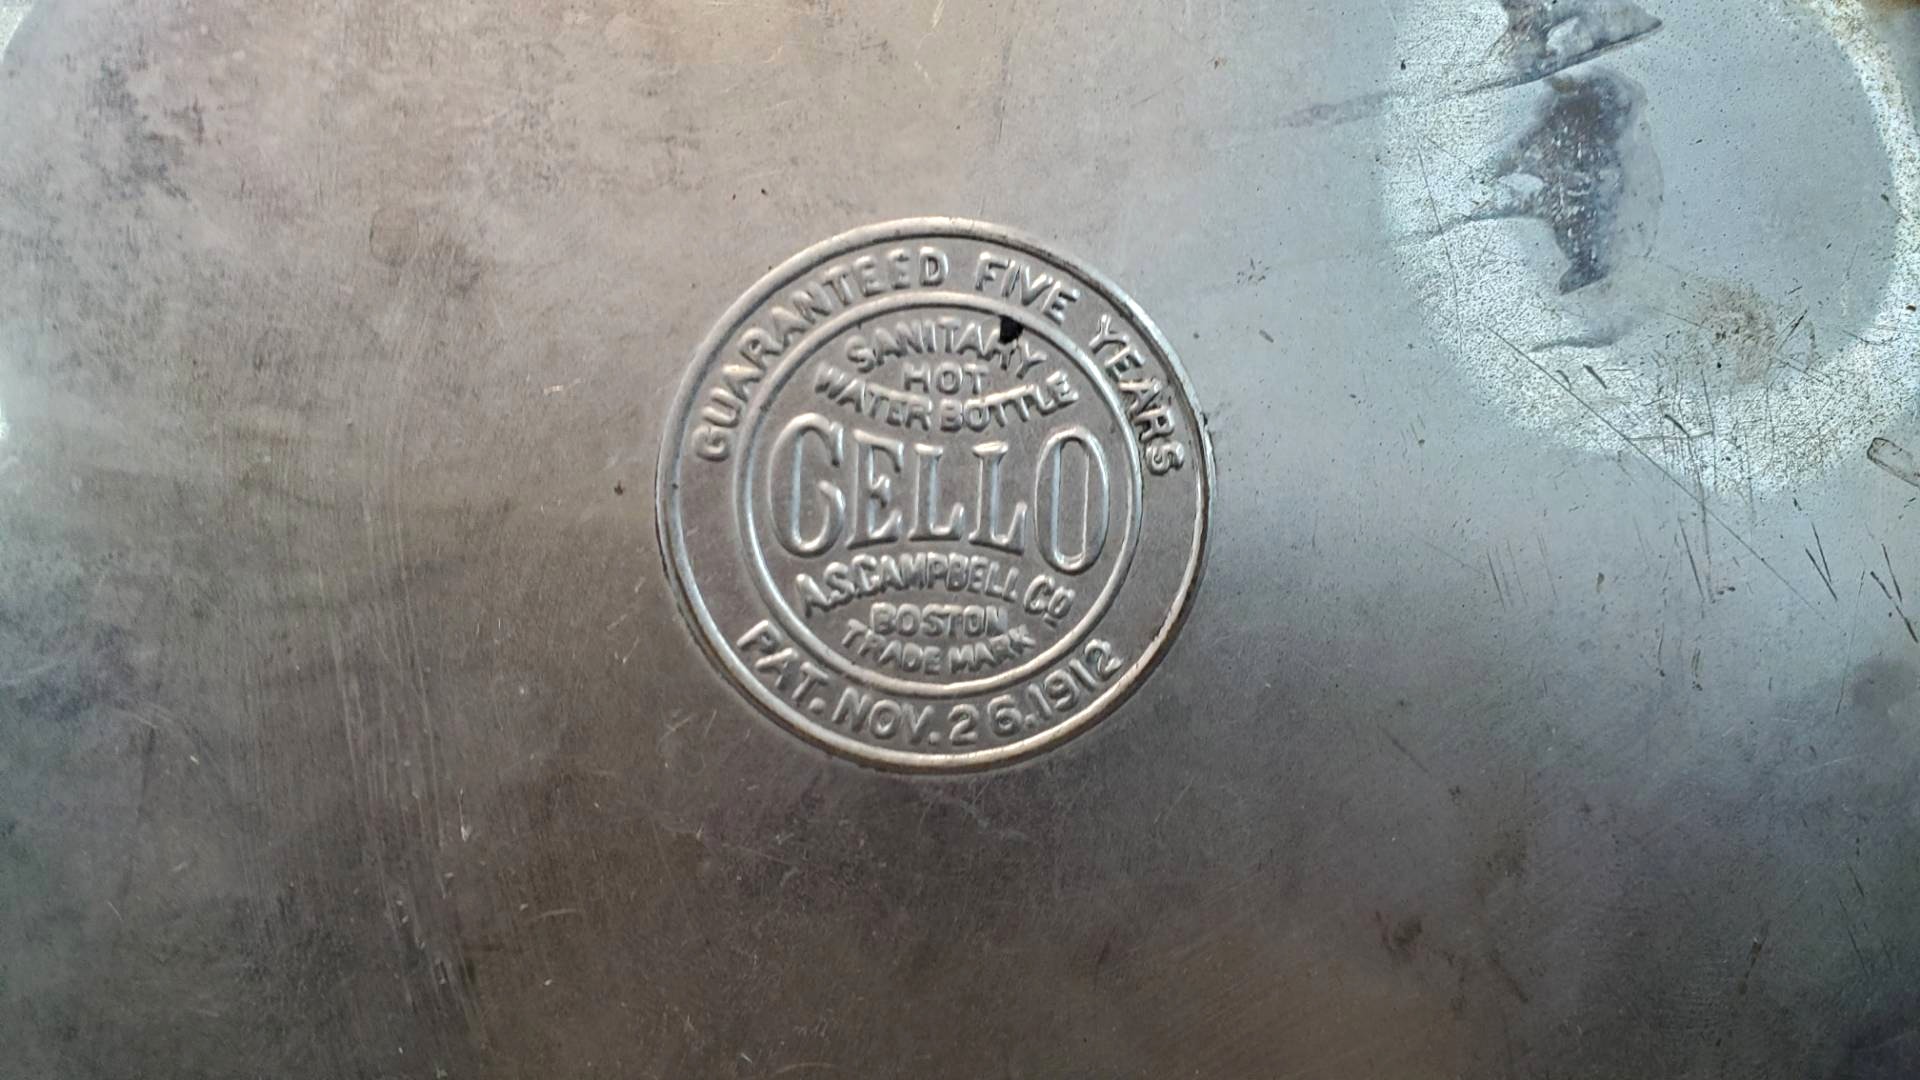 GUARANTEED FIVE YEARS
SANITARY
HOT
WATER BOTTLE
CELLO
A.S. CAMPBELL CO.
BOSTON
TRADE MARK
PAT. NOV. 26. 1912